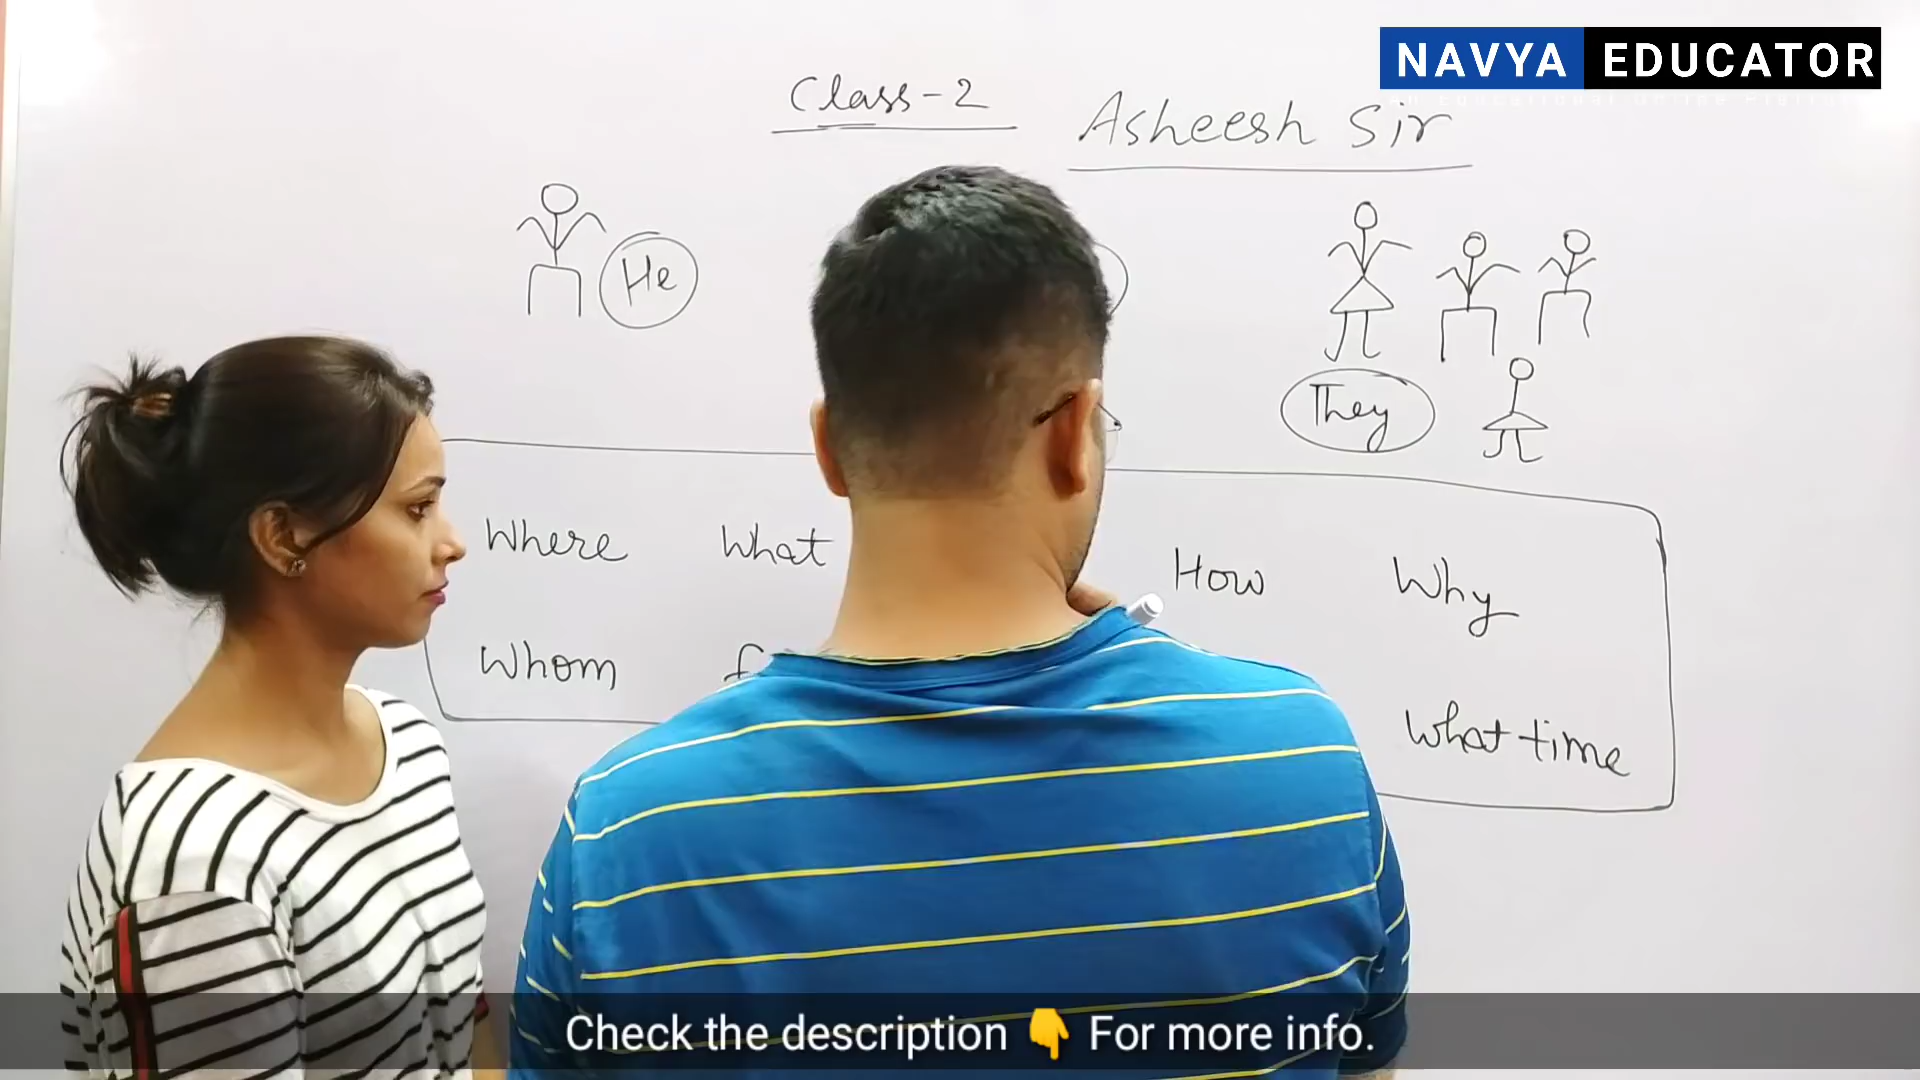 NAVYA EDUCATOR
Class-2
Asheesh Sir
He
They
Where What How Why
Whom
What time
Check the description 👇 For more info.